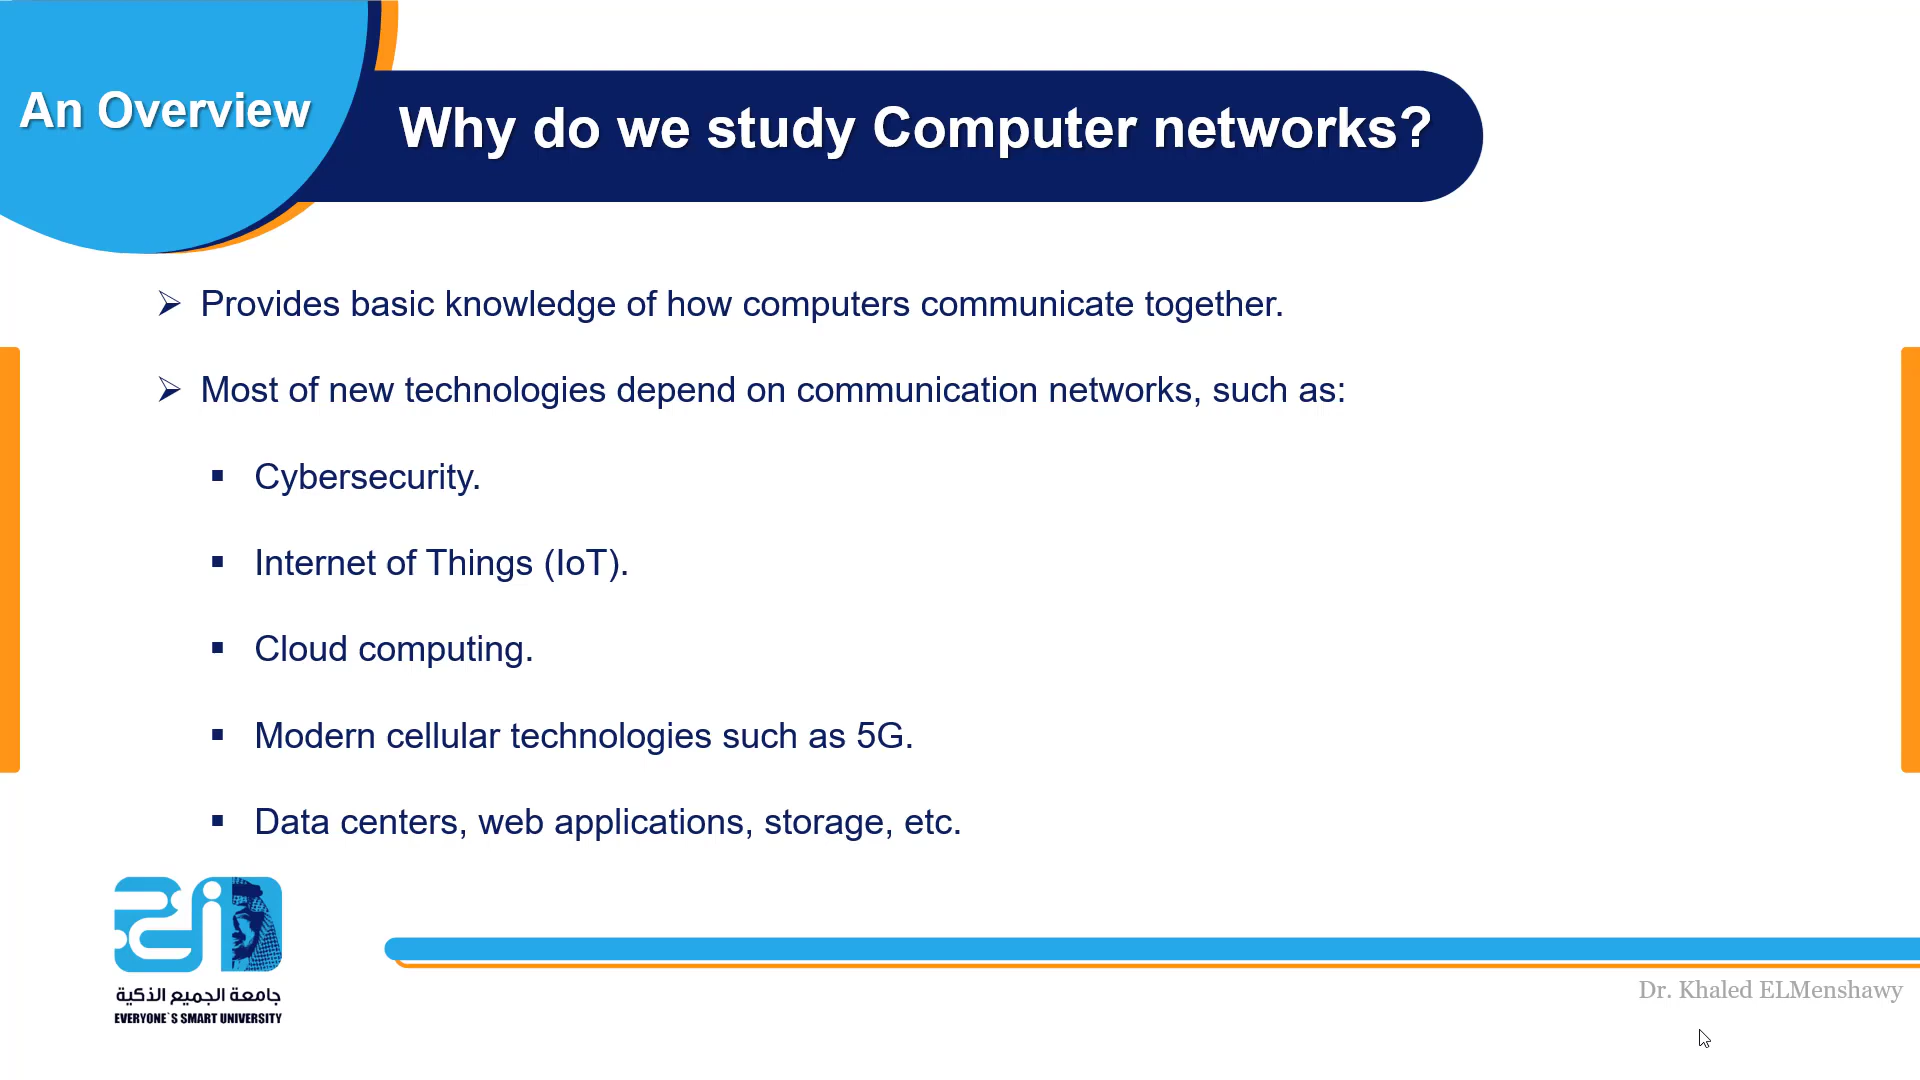 An Overview
Why do we study Computer networks?
➢ Provides basic knowledge of how computers communicate together.
➢ Most of new technologies depend on communication networks, such as:
▪ Cybersecurity.
▪ Internet of Things (IoT).
▪ Cloud computing.
▪ Modern cellular technologies such as 5G.
▪ Data centers, web applications, storage, etc.
جامعة الجميع الذكية
EVERYONE`S SMART UNIVERSITY
Dr. Khaled ELMenshawy